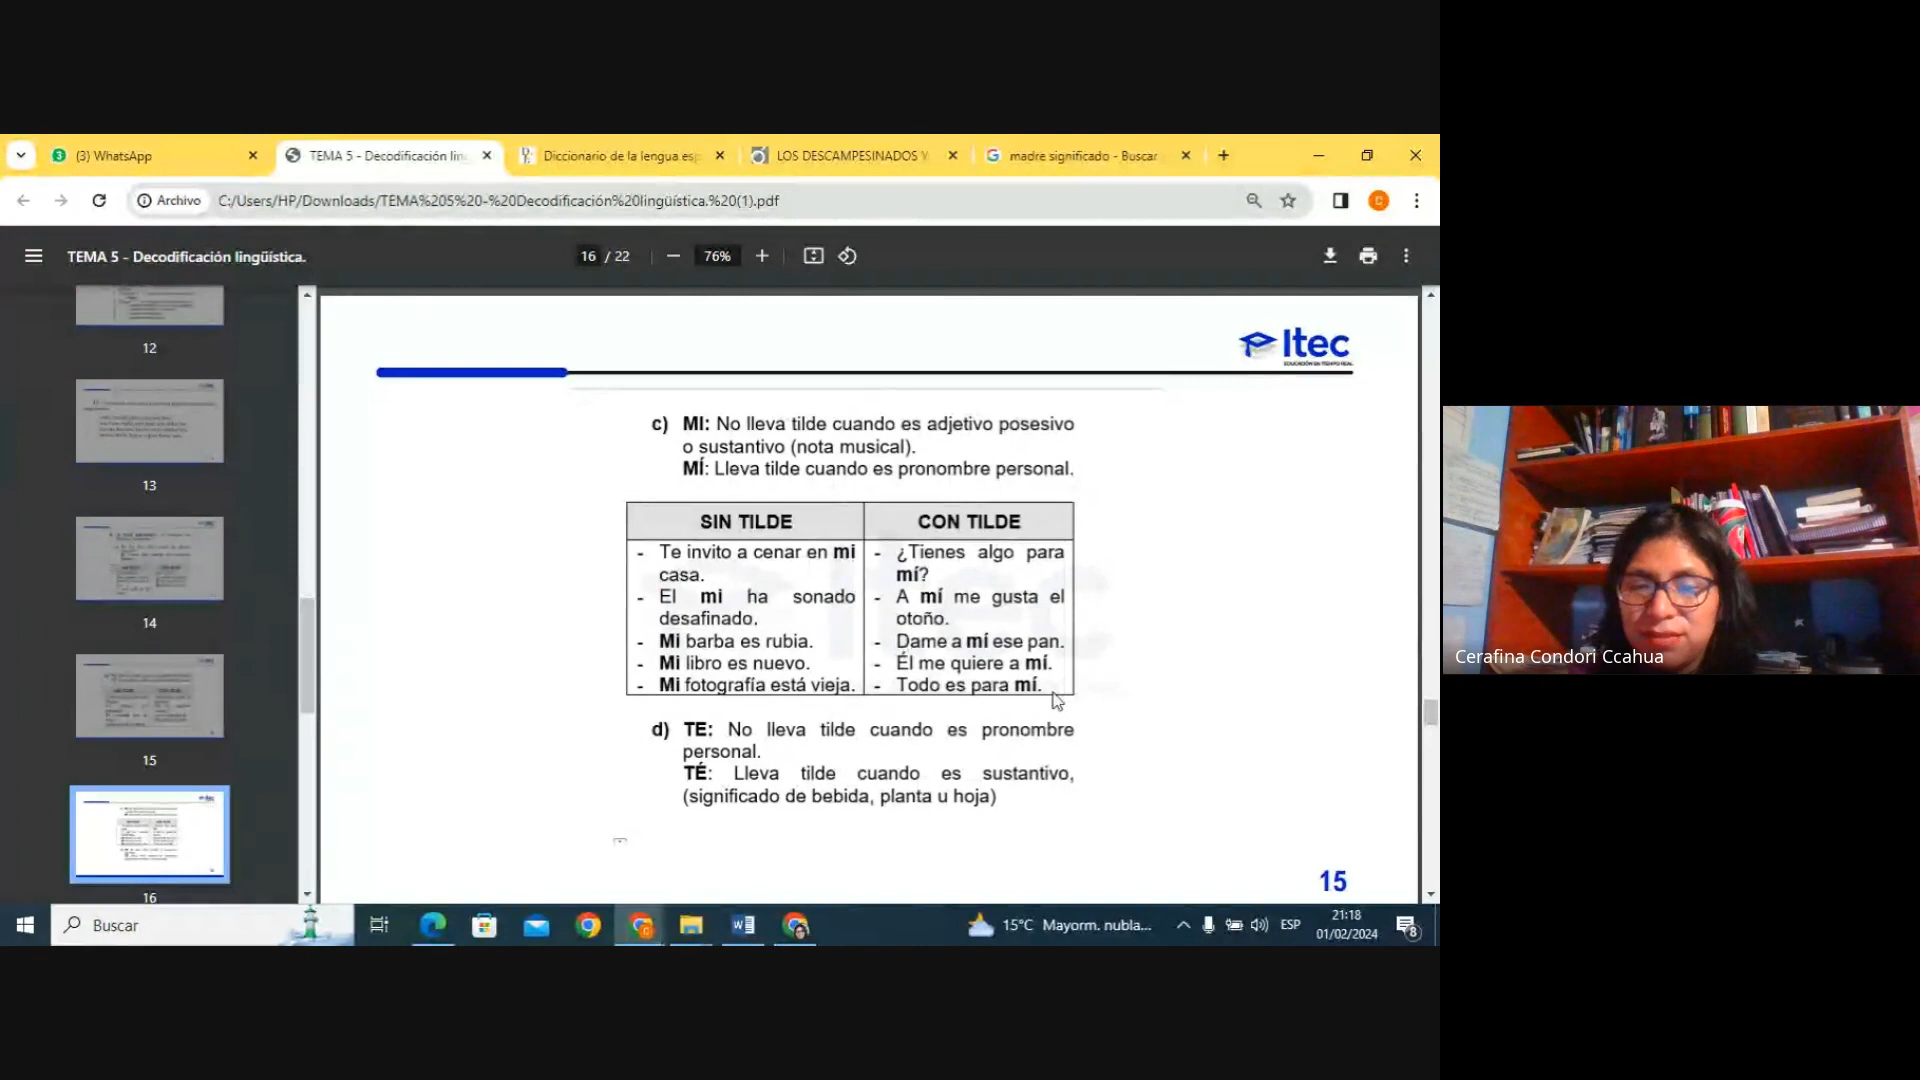 (3) WhatsApp
TEMA 5 - Decodificación lin
Diccionario de la lengua esp
LOS DESCAMPESINADOS Y
madre significado - Buscar
Archivo
C:/Users/HP/Downloads/TEMA%205%20-%20Decodificación%20lingüística.%20(1).pdf
TEMA 5 - Decodificación lingüística.
16 / 22
76%
12
13
14
15
16
Itec
EDUCACIÓN EN TIEMPO REAL
c) MI: No lleva tilde cuando es adjetivo posesivo
o sustantivo (nota musical).
MÍ: Lleva tilde cuando es pronombre personal.
SIN TILDE
- Te invito a cenar en mi
casa.
- El mi ha sonado
desafinado.
- Mi barba es rubia.
- Mi libro es nuevo.
- Mi fotografía está vieja.
CON TILDE
- ¿Tienes algo para
mí?
- A mí me gusta el
otoño.
- Dame a mí ese pan.
- Él me quiere a mí.
- Todo es para mí.
d) TE: No lleva tilde cuando es pronombre
personal.
TÉ: Lleva tilde cuando es sustantivo,
(significado de bebida, planta u hoja)
15
Buscar
15°C Mayorm. nubla...
ESP
21:18
01/02/2024
8
Cerafina Condori Ccahua